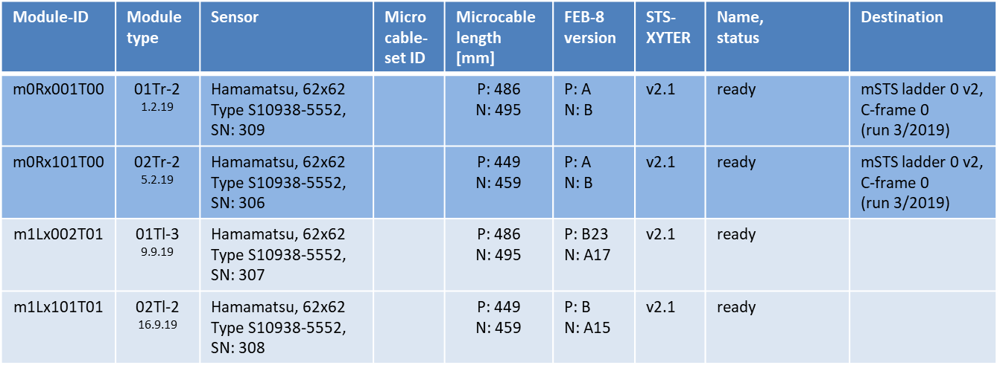 Module-ID
Module
type
Sensor
Micro
cable-
set ID
Microcable
length
[mm]
FEB-8
version
STS-
XYTER
Name,
status
Destination
m0Rx001T00
01Tr-2
1.2.19
Hamamatsu, 62x62
Type S10938-5552,
SN: 309
P: 486
N: 495
P: A
N: B
v2.1
ready
mSTS ladder 0 v2,
C-frame 0
(run 3/2019)
m0Rx101T00
02Tr-2
5.2.19
Hamamatsu, 62x62
Type S10938-5552,
SN: 306
P: 449
N: 459
P: A
N: B
v2.1
ready
mSTS ladder 0 v2,
C-frame 0
(run 3/2019)
m1Lx002T01
01Tl-3
9.9.19
Hamamatsu, 62x62
Type S10938-5552,
SN: 307
P: 486
N: 495
P: B23
N: A17
v2.1
ready
m1Lx101T01
02Tl-2
16.9.19
Hamamatsu, 62x62
Type S10938-5552,
SN: 308
P: 449
N: 459
P: B
N: A15
v2.1
ready